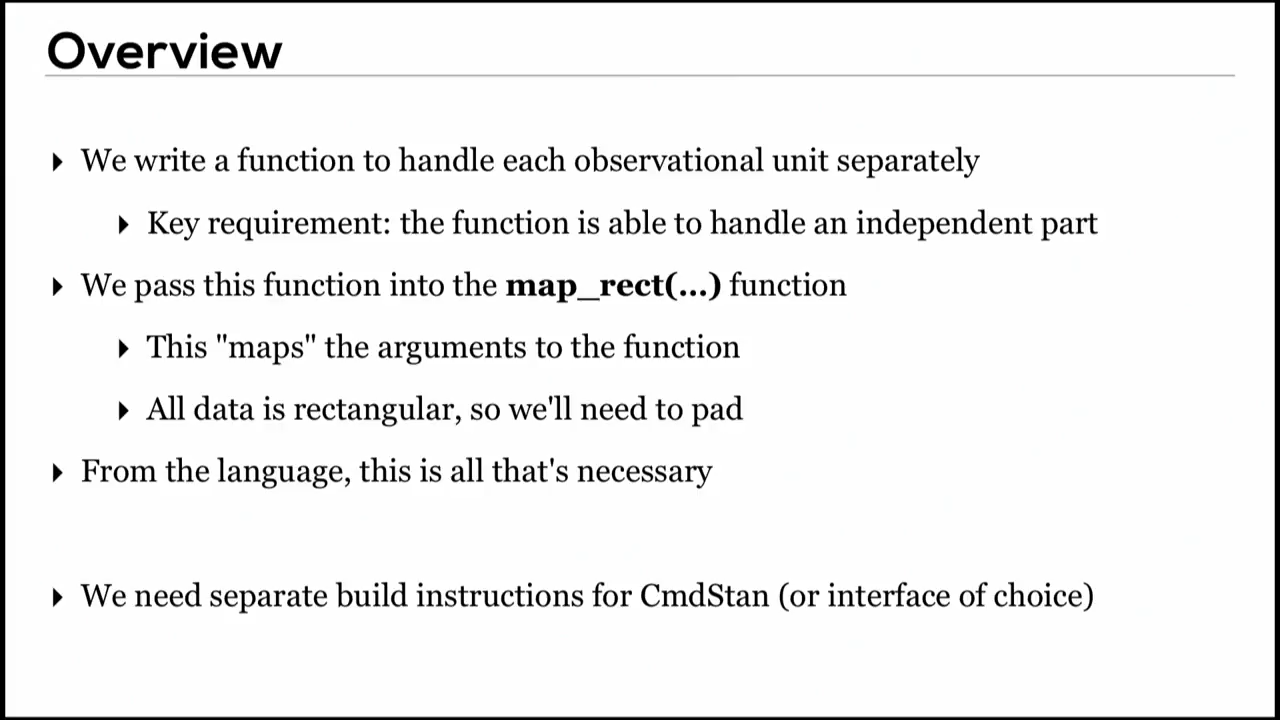 Overview
We write a function to handle each observational unit separately
Key requirement: the function is able to handle an independent part
We pass this function into the map_rect(...) function
This "maps" the arguments to the function
All data is rectangular, so we'll need to pad
From the language, this is all that's necessary
We need separate build instructions for CmdStan (or interface of choice)